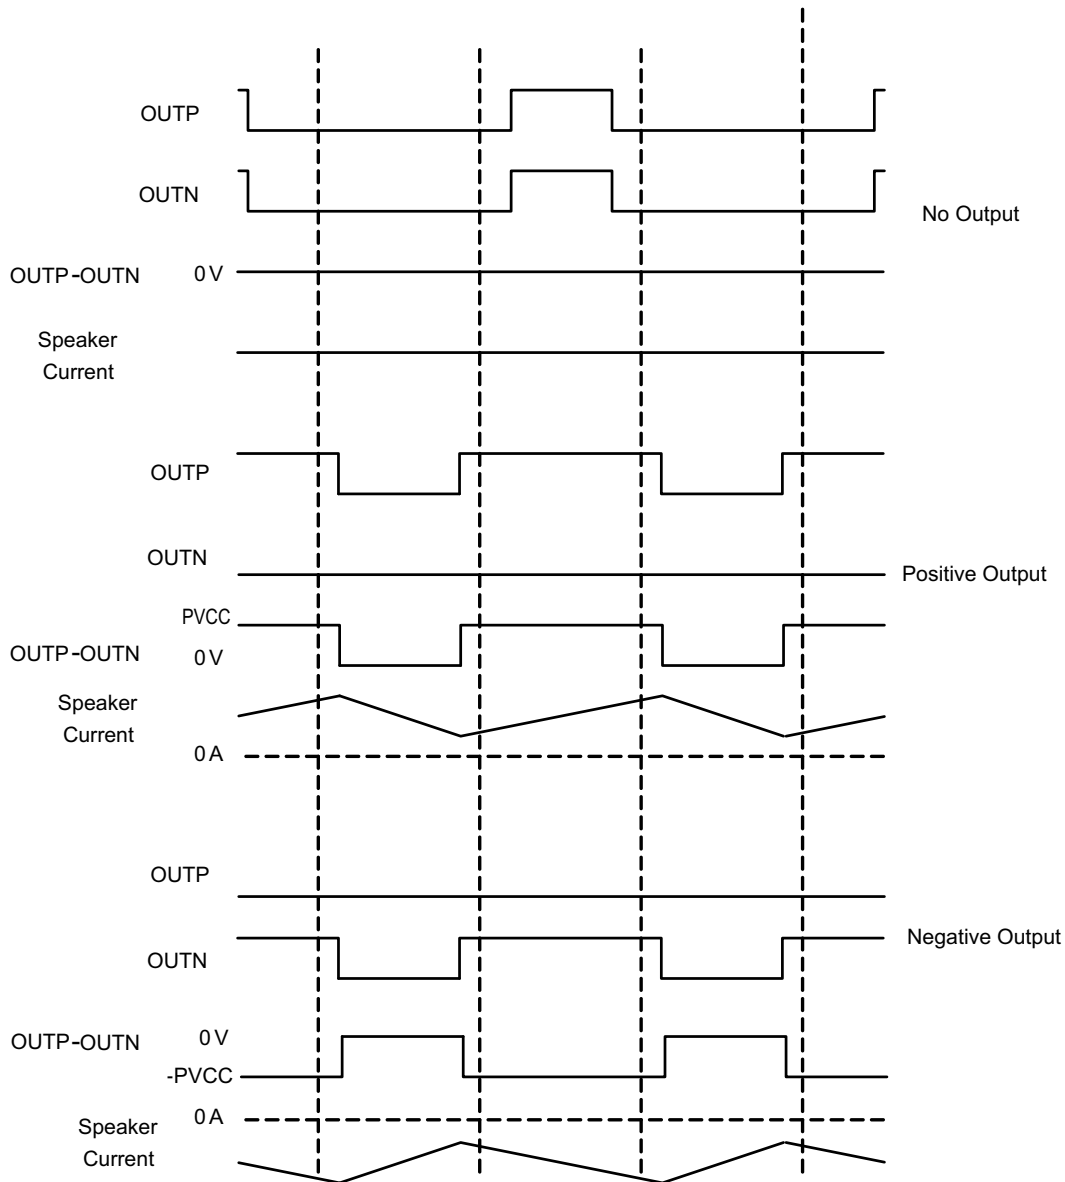 OUTP
OUTN
No Output
OUTP-OUTN 0 V
Speaker
Current
OUTP
OUTN
Positive Output
PVCC
OUTP-OUTN 0 V
Speaker
Current
0 A
OUTP
Negative Output
OUTN
OUTP-OUTN 0 V
-PVCC
0 A
Speaker
Current